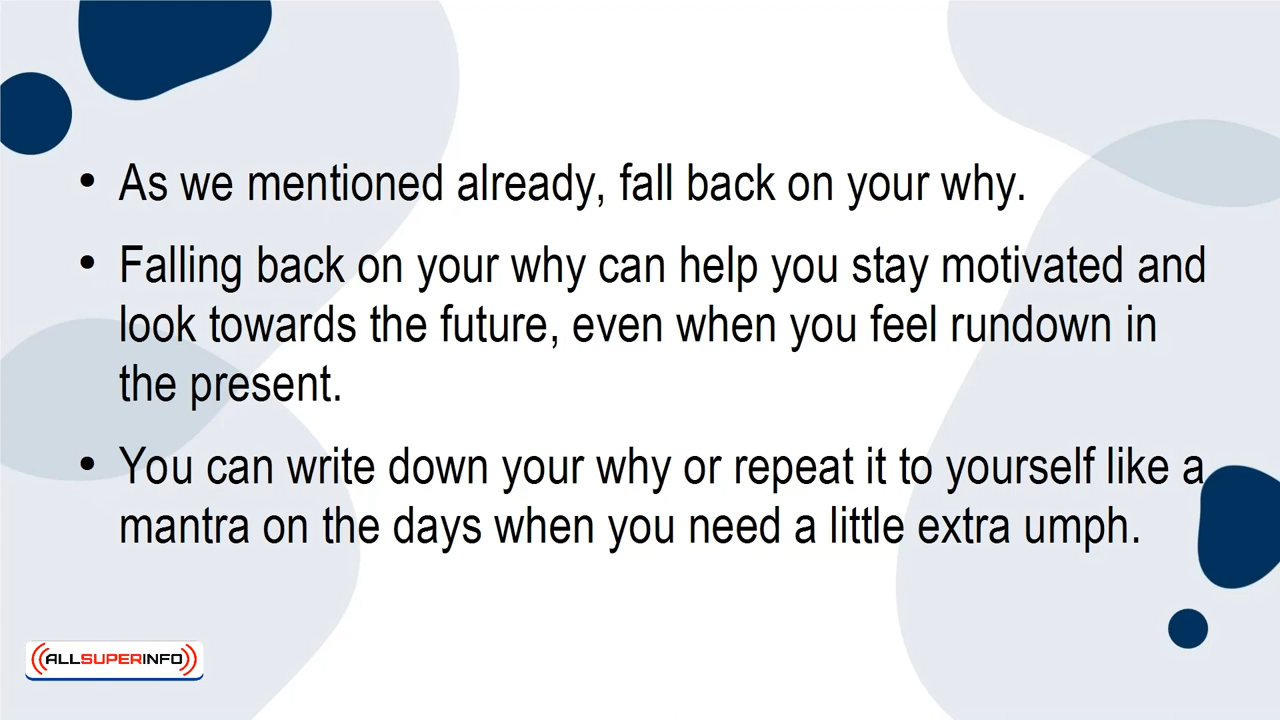 • As we mentioned already, fall back on your why.
• Falling back on your why can help you stay motivated and
look towards the future, even when you feel rundown in
the present.
• You can write down your why or repeat it to yourself like a
mantra on the days when you need a little extra umph.
ALLSUPERINFO